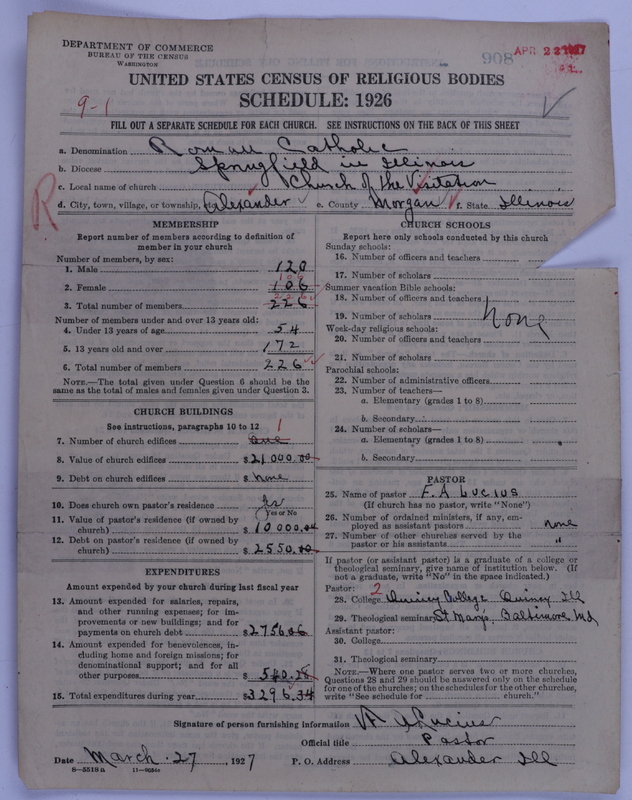 DEPARTMENT OF COMMERCE
BUREAU OF THE CENSUS
WASHINGTON
908
APR 22 1927
UNITED STATES CENSUS OF RELIGIOUS BODIES
9-1
SCHEDULE: 1926
FILL OUT A SEPARATE SCHEDULE FOR EACH CHURCH. SEE INSTRUCTIONS ON THE BACK OF THIS SHEET
a. Denomination Roman Catholic
b. Diocese Springfield in Illinois
c. Local name of church Church of the Visitation
R
d. City, town, village, or township, Alexander e. County Morgan f. State Illinois
MEMBERSHIP
Report number of members according to definition of member in your church
Number of members, by sex:
1. Male 120
2. Female 106
3. Total number of members 226
Number of members under and over 13 years old:
4. Under 13 years of age 54
5. 13 years old and over 172
6. Total number of members 226
NOTE.—The total given under Question 6 should be the same as the total of males and females given under Question 3.
CHURCH BUILDINGS
See instructions, paragraphs 10 to 12
7. Number of church edifices one 1
8. Value of church edifices $21000.00
9. Debt on church edifices $ None
10. Does church own pastor's residence Yes
Yes or No
11. Value of pastor's residence (if owned by church) $10000.00
12. Debt on pastor's residence (if owned by church) $2550.00
EXPENDITURES
Amount expended by your church during last fiscal year
13. Amount expended for salaries, repairs, and other running expenses; for improvements or new buildings; and for payments on church debt $2756.06
14. Amount expended for benevolences, including home and foreign missions; for denominational support; and for all other purposes $540.28
15. Total expenditures during year $3296.34
CHURCH SCHOOLS
Report here only schools conducted by this church
Sunday schools:
16. Number of officers and teachers
17. Number of scholars
Summer vacation Bible schools:
18. Number of officers and teachers
19. Number of scholars none
Week-day religious schools:
20. Number of officers and teachers
21. Number of scholars
Parochial schools:
22. Number of administrative officers
23. Number of teachers—
a. Elementary (grades 1 to 8)
b. Secondary
24. Number of scholars—
a. Elementary (grades 1 to 8)
b. Secondary
PASTOR
25. Name of pastor F. A. Lucius
(If church has no pastor, write "None")
26. Number of ordained ministers, if any, employed as assistant pastors none
27. Number of other churches served by the pastor or his assistants "
If pastor (or assistant pastor) is a graduate of a college or theological seminary, give name of institution below. (If not a graduate, write "No" in the space indicated.)
Pastor: 2
28. College Quincy College Quincy Ill
29. Theological seminary St Mary's, Baltimore Md,
Assistant pastor:
30. College
31. Theological seminary
NOTE.—Where one pastor serves two or more churches, Questions 28 and 29 should be answered only on the schedule for one of the churches; on the schedules for the other churches, write "See schedule for church."
Signature of person furnishing information A Lucius
Official title Pastor
Date March 27, 1927 P. O. Address Alexander Ill
8-5518a